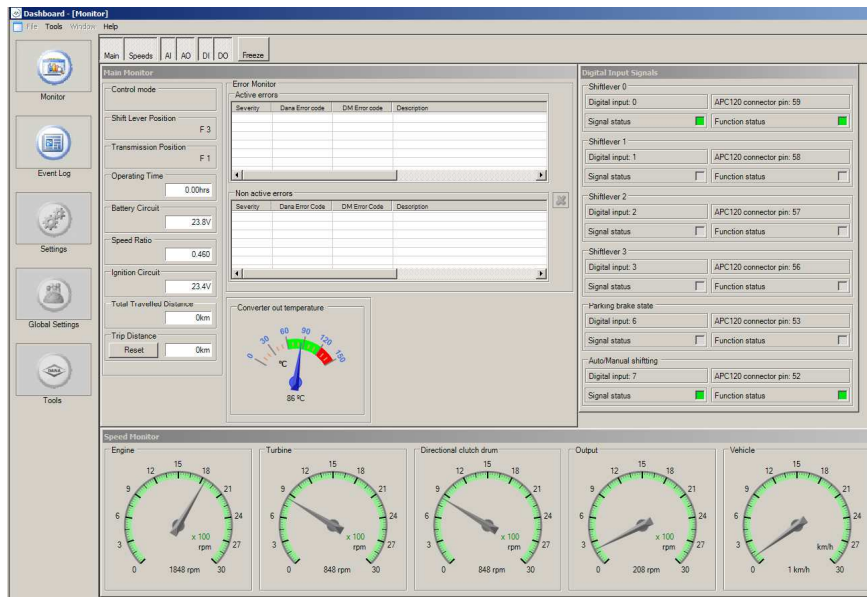 Dashboard - [Monitor]
File Tools Window Help
Main Speeds AI AO DI DO Freeze
Monitor
Event Log
Settings
Global Settings
DANA
Tools
Main Monitor
Control mode
Shift Lever Position
F 3
Transmission Position
F 1
Operating Time
0.00hrs
Battery Circuit
23.8V
Speed Ratio
0.460
Ignition Circuit
23.4V
Total Travelled Distance
0km
Trip Distance
Reset 0km
Error Monitor
Active errors
Severity Dana Error code DM Error code Description
Non active errors
Severity Dana Error Code DM Error Code Description
Converter out temperature
0 30 60 90 120 150
ºC
86 ºC
Digital Input Signals
Shiftlever 0
Digital input: 0 APC120 connector pin: 59
Signal status Function status
Shiftlever 1
Digital input: 1 APC120 connector pin: 58
Signal status Function status
Shiftlever 2
Digital input: 2 APC120 connector pin: 57
Signal status Function status
Shiftlever 3
Digital input: 3 APC120 connector pin: 56
Signal status Function status
Parking brake state
Digital input: 6 APC120 connector pin: 53
Signal status Function status
Auto/Manual shiftting
Digital input: 7 APC120 connector pin: 52
Signal status Function status
Speed Monitor
Engine
0 3 6 9 12 15 18 21 24 27 30
x 100
rpm
1848 rpm
Turbine
0 3 6 9 12 15 18 21 24 27 30
x 100
rpm
848 rpm
Directional clutch drum
0 3 6 9 12 15 18 21 24 27 30
x 100
rpm
848 rpm
Output
0 3 6 9 12 15 18 21 24 27 30
x 100
rpm
208 rpm
Vehicle
0 3 6 9 12 15 18 21 24 27 30
km/h
1 km/h